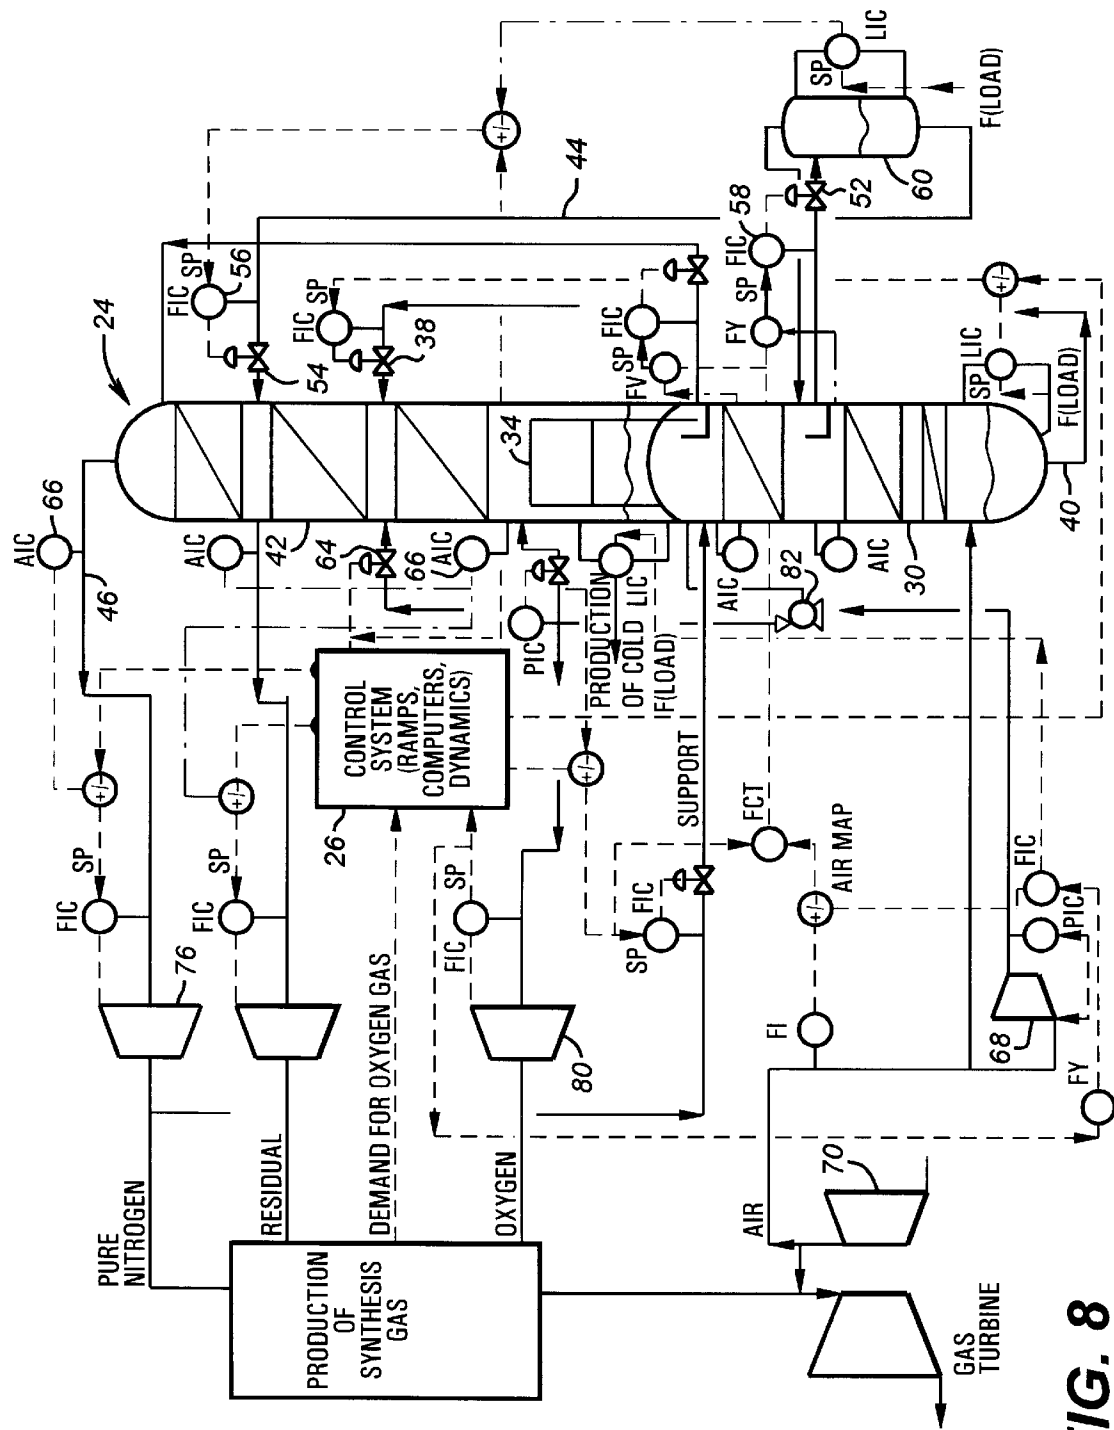 AIC
66
46
SP
FIC
76
PURE
NITROGEN
24
FIC
SP
56
54
AIC
42
SP
FIC
RESIDUAL
FIC
SP
38
64
66
AIC
CONTROL
SYSTEM
(RAMPS,
COMPUTERS,
DYNAMICS)
26
DEMAND FOR OXYGEN GAS
PRODUCTION
OF
SYNTHESIS
GAS
SP
FIC
80
OXYGEN
34
44
PIC
PRODUCTION
OF COLD
F(LOAD)
LIC
FIC
SP
FV
SUPPORT
FIC
SP
AIC
82
AIC
30
FIC
58
SP
FY
52
60
SP
LIC
F(LOAD)
FCT
AIR MAP
FI
AIR
70
LIC
SP
F(LOAD)
40
FIC
PIC
68
FY
GAS
TURBINE
+/-
+/-
+/-
+/-
+/-
+/-
FIG. 8